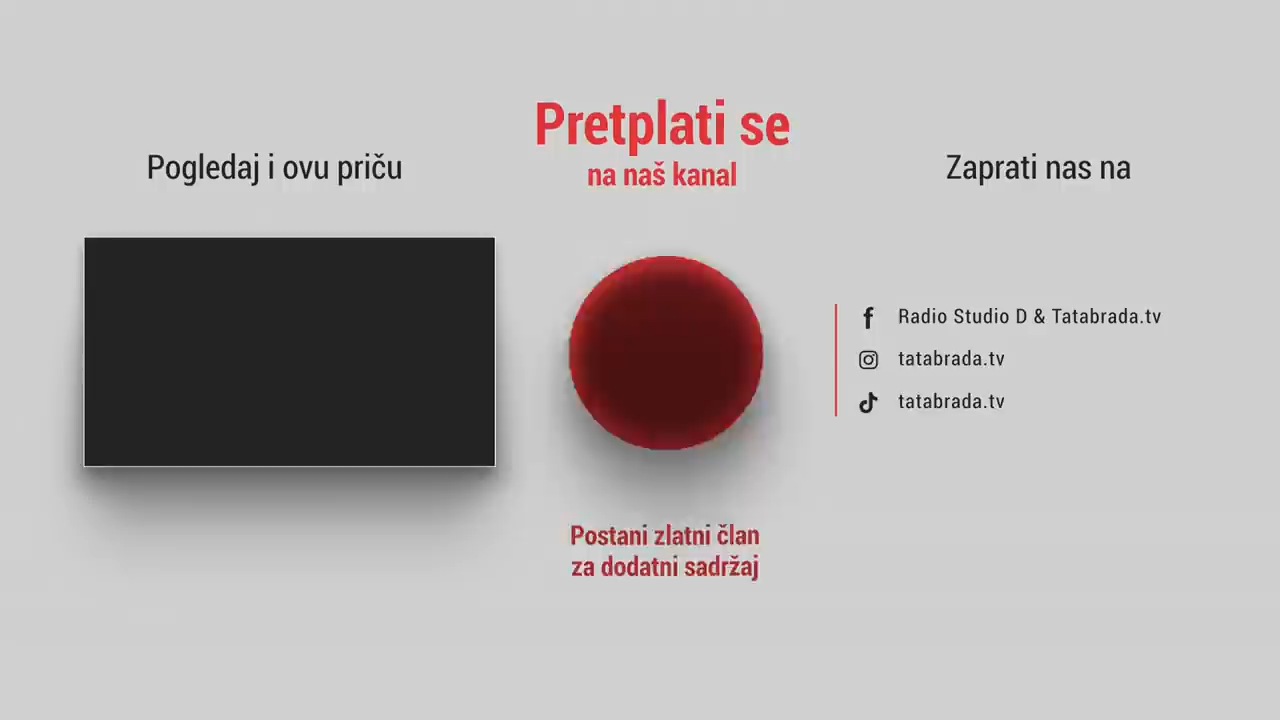 Pogledaj i ovu priču
Pretplati se
na naš kanal
Postani zlatni član
za dodatni sadržaj
Zaprati nas na
Radio Studio D & Tatabrada.tv
tatabrada.tv
tatabrada.tv